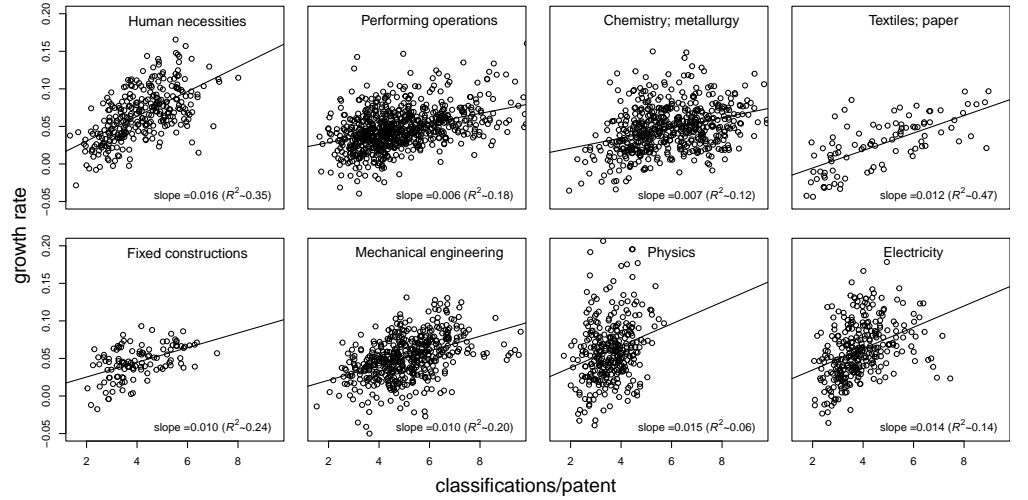 Human necessities
Performing operations
Chemistry; metallurgy
Textiles; paper
0.20
0.15
0.10
0.05
0.00
−0.05
slope =0.016 (R²~0.35)
slope =0.006 (R²~0.18)
slope =0.007 (R²~0.12)
slope =0.012 (R²~0.47)
growth rate
Fixed constructions
Mechanical engineering
Physics
Electricity
0.20
0.15
0.10
0.05
0.00
−0.05
slope =0.010 (R²~0.24)
slope =0.010 (R²~0.20)
slope =0.015 (R²~0.06)
slope =0.014 (R²~0.14)
2 4 6 8
2 4 6 8
2 4 6 8
2 4 6 8
classifications/patent